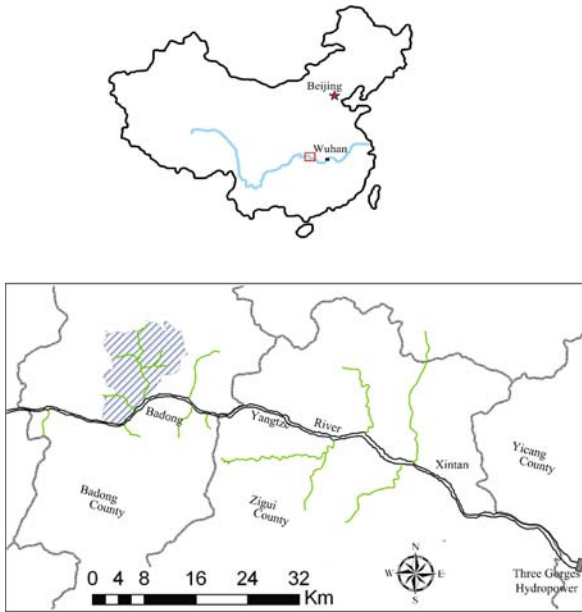 Beijing
Wuhan
Badong
Yangtze
River
Xintan
Yicang
County
Badong
County
Zigui
County
N
W
E
S
Three Gorges
Hydropower
0 4 8 16 24 32
Km